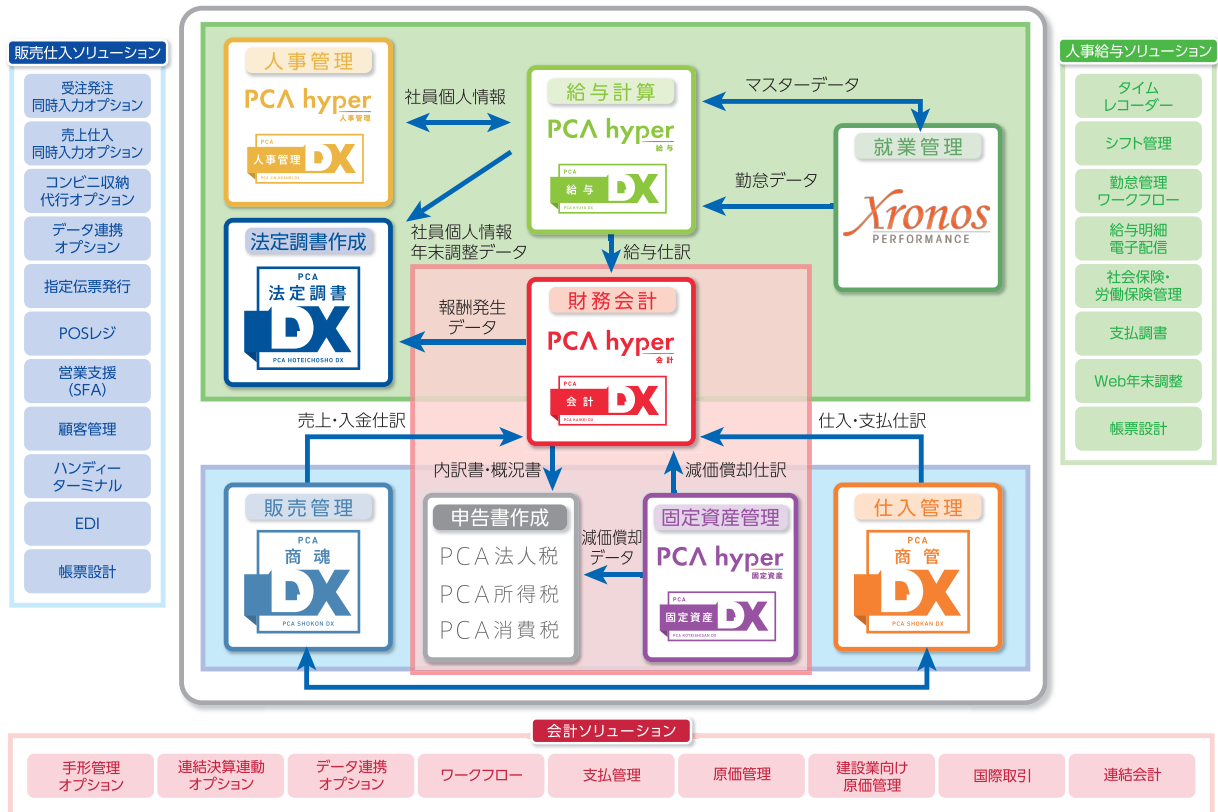 販売仕入ソリューション
受注発注
同時入力オプション
売上仕入
同時入力オプション
コンビニ収納
代行オプション
データ連携
オプション
指定伝票発行
POSレジ
営業支援
(SFA)
顧客管理
ハンディー
ターミナル
EDI
帳票設計
人事管理
PCA hyper
人事管理
PCA
人事管理 DX
PCA JINJIKANRI DX
社員個人情報
給与計算
PCA hyper
給与
PCA
給与 DX
PCA KYUYO DX
マスターデータ
勤怠データ
就業管理
Xronos
PERFORMANCE
法定調書作成
PCA
法定調書
DX
PCA HOTEICHOSHO DX
社員個人情報
年末調整データ
給与仕訳
報酬発生
データ
財務会計
PCA hyper
会計
PCA
会計 DX
PCA KAIKEI DX
売上・入金仕訳
仕入・支払仕訳
内訳書・概況書
減価償却仕訳
販売管理
PCA
商魂
DX
PCA SHOKON DX
申告書作成
PCA法人税
PCA所得税
PCA消費税
減価償却
データ
固定資産管理
PCA hyper
固定資産
PCA
固定資産 DX
PCA KOTEISHISAN DX
仕入管理
PCA
商管
DX
PCA SHOKAN DX
人事給与ソリューション
タイム
レコーダー
シフト管理
勤怠管理
ワークフロー
給与明細
電子配信
社会保険・
労働保険管理
支払調書
Web年末調整
帳票設計
会計ソリューション
手形管理
オプション
連結決算連動
オプション
データ連携
オプション
ワークフロー
支払管理
原価管理
建設業向け
原価管理
国際取引
連結会計